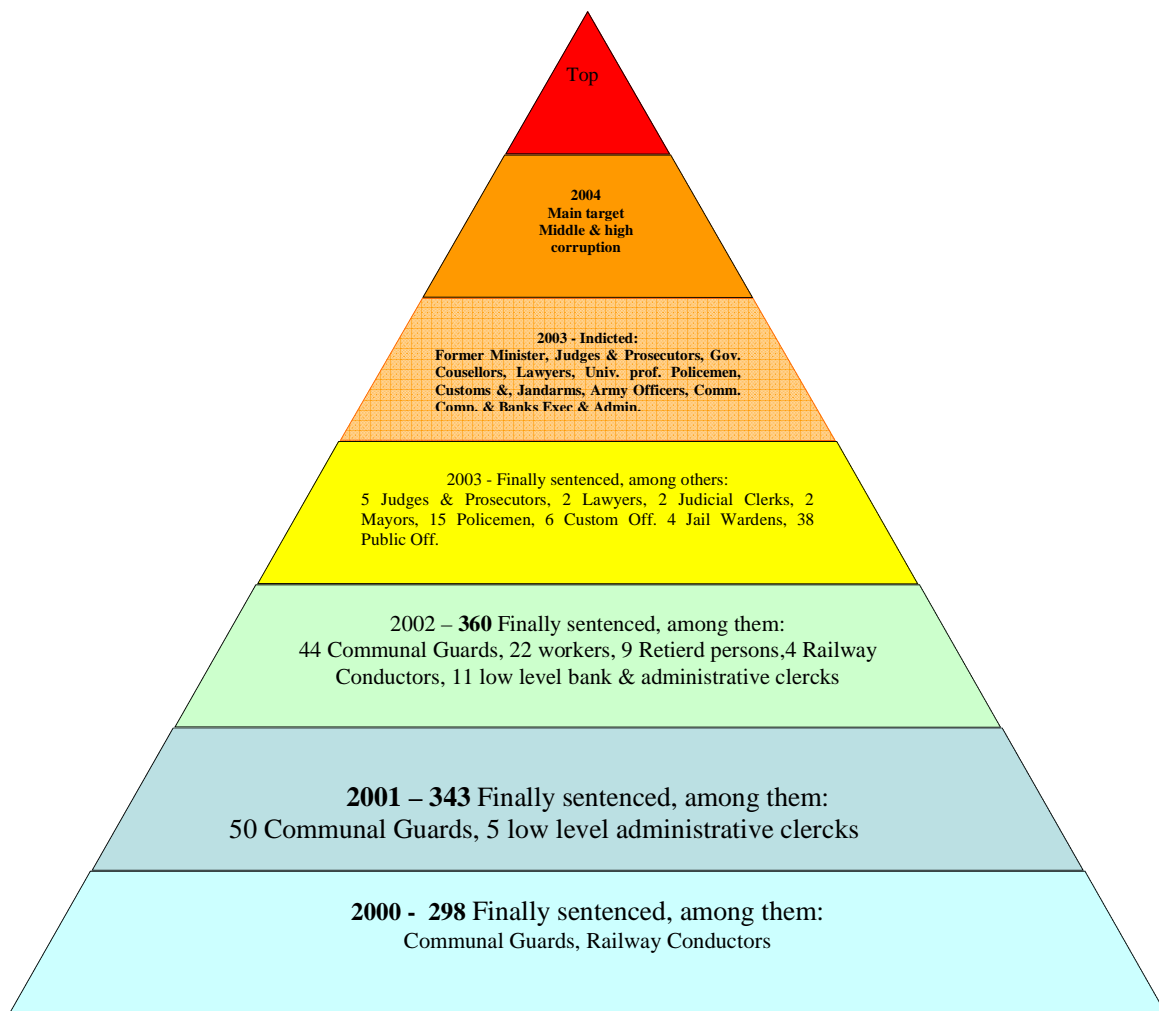 Top
2004
Main target
Middle & high
corruption
2003 - Indicted:
Former Minister, Judges & Prosecutors, Gov.
Cousellors, Lawyers, Univ. prof. Policemen,
Customs &, Jandarms, Army Officers, Comm.
Comp. & Banks Exec & Admin.
2003 - Finally sentenced, among others:
5 Judges & Prosecutors, 2 Lawyers, 2 Judicial Clerks, 2
Mayors, 15 Policemen, 6 Custom Off. 4 Jail Wardens, 38
Public Off.
2002 – 360 Finally sentenced, among them:
44 Communal Guards, 22 workers, 9 Retierd persons,4 Railway
Conductors, 11 low level bank & administrative clercks
2001 – 343 Finally sentenced, among them:
50 Communal Guards, 5 low level administrative clercks
2000 - 298 Finally sentenced, among them:
Communal Guards, Railway Conductors